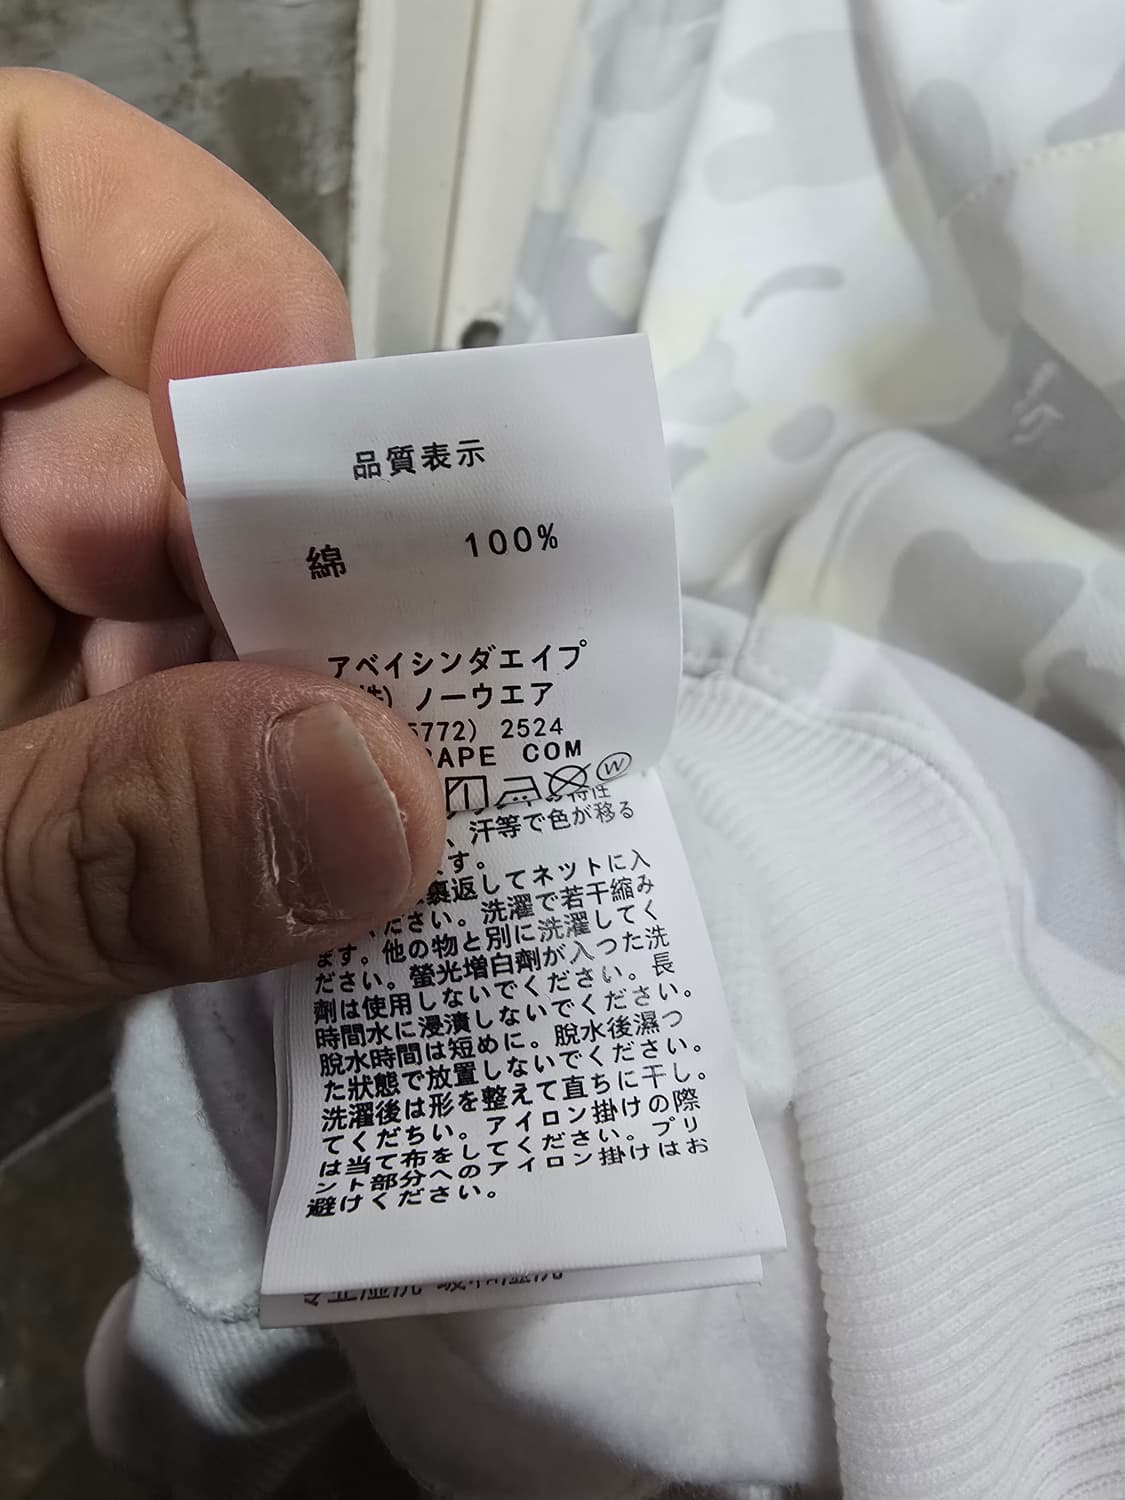 品質表示
綿 100%
アベイシンダエイプ
株) ノーウエア
5772) 2524
BAPE COM
W
、汗等で色が移る
す。
裏返してネットに入
ださい。洗濯で若干縮み
ます。他の物と別に洗濯してく
ださい。螢光増白劑が入つた洗
劑は使用しないでください。長
時間水に浸漬しないでください。
脫水時間は短めに。脫水後濕つ
た狀態で放置しないでください。
洗濯後は形を整えて直ちに干し。
てくだちい。アイロン掛けの際
は当て布をしてください。プリ
ント部分へのアイロン掛けはお
避けください。